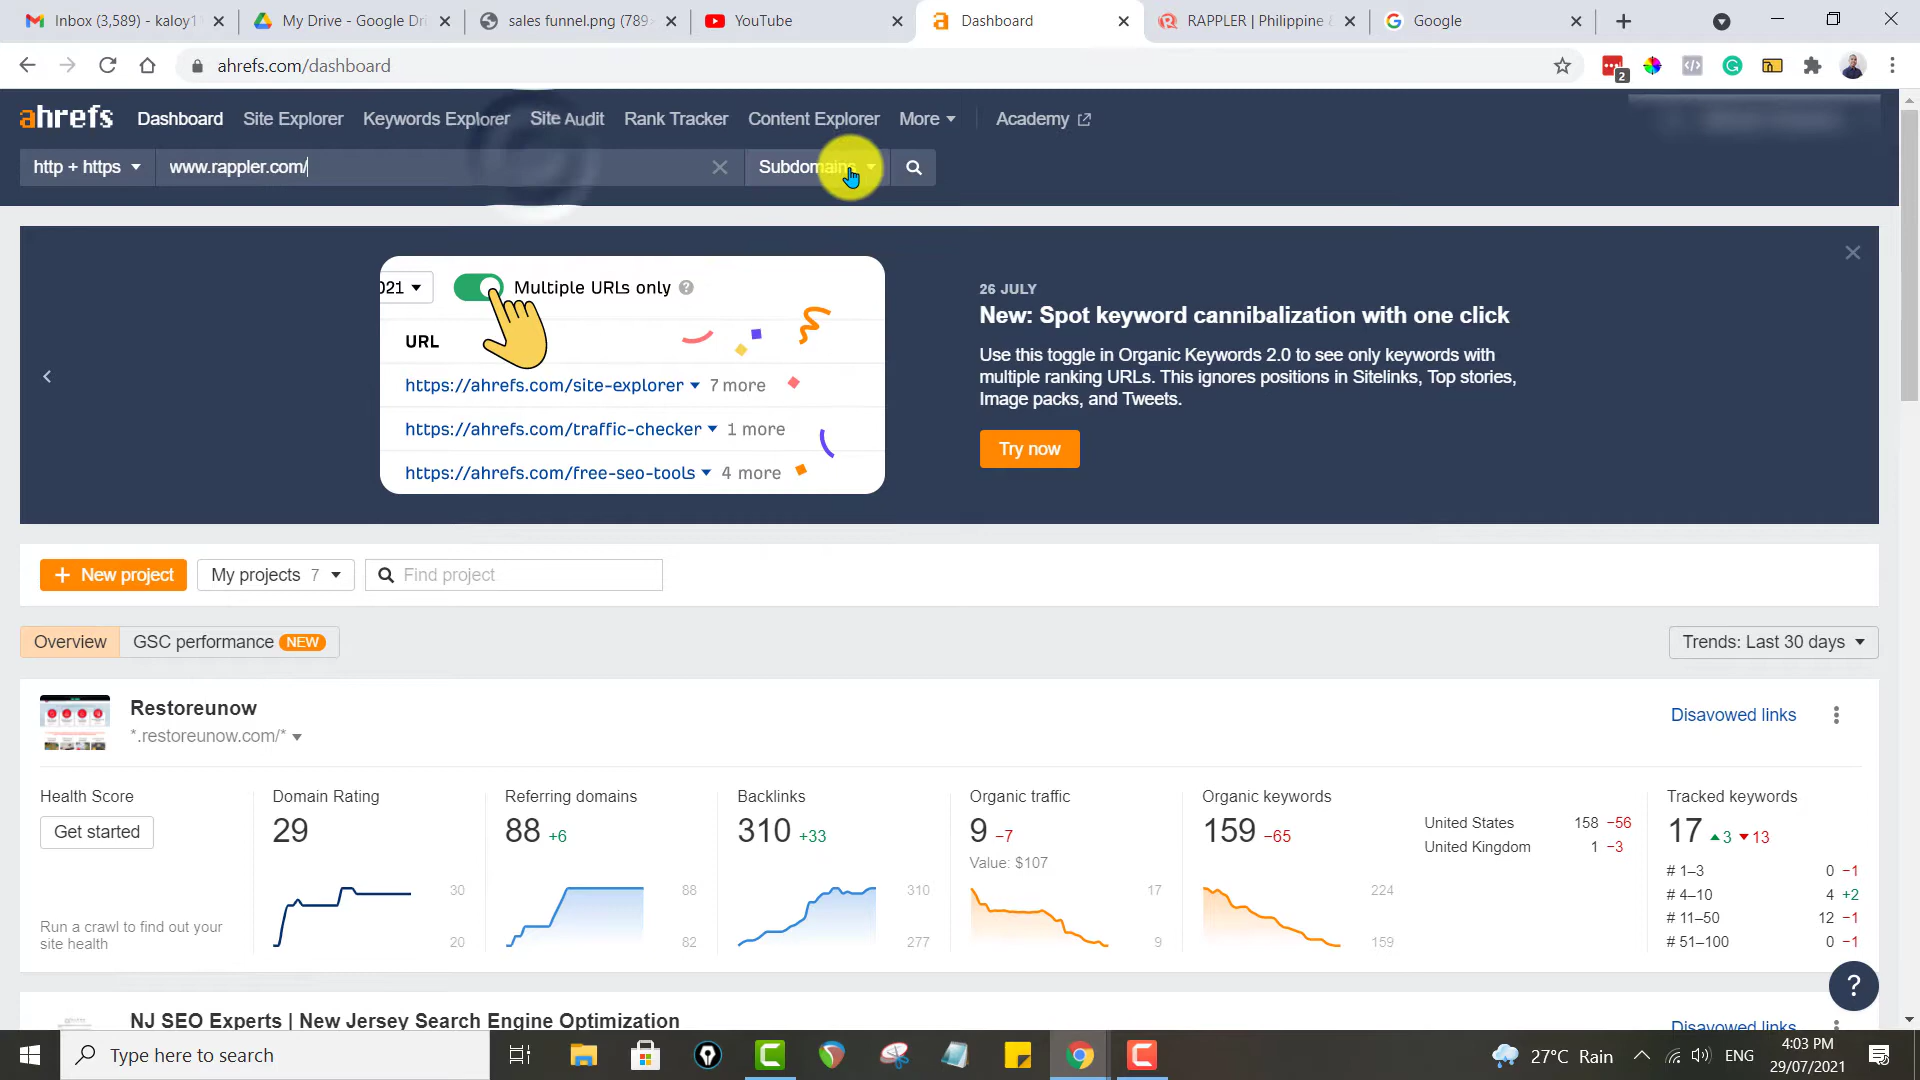 Inbox (3,589) - kaloy1
My Drive - Google Dri
sales funnel.png (789
YouTube
Dashboard
RAPPLER | Philippine &
Google
ahrefs.com/dashboard
2
ahrefs
Dashboard
Site Explorer
Keywords Explorer
Site Audit
Rank Tracker
Content Explorer
More
Academy
http + https
www.rappler.com/
Subdomains
021
Multiple URLs only
URL
https://ahrefs.com/site-explorer 7 more
https://ahrefs.com/traffic-checker 1 more
https://ahrefs.com/free-seo-tools 4 more
26 JULY
New: Spot keyword cannibalization with one click
Use this toggle in Organic Keywords 2.0 to see only keywords with
multiple ranking URLs. This ignores positions in Sitelinks, Top stories,
Image packs, and Tweets.
Try now
+ New project
My projects 7
Find project
Overview
GSC performance NEW
Trends: Last 30 days
Restoreunow
*.restoreunow.com/*
Disavowed links
Health Score
Get started
Run a crawl to find out your
site health
Domain Rating
29
30
20
Referring domains
88 +6
88
82
Backlinks
310 +33
310
277
Organic traffic
9 −7
Value: $107
17
9
Organic keywords
159 −65
224
159
United States 158 −56
United Kingdom 1 −3
Tracked keywords
17 3 13
# 1–3 0 −1
# 4–10 4 +2
# 11–50 12 −1
# 51–100 0 −1
?
NJ SEO Experts | New Jersey Search Engine Optimization
Disavowed links
Type here to search
27°C Rain
ENG
4:03 PM
29/07/2021